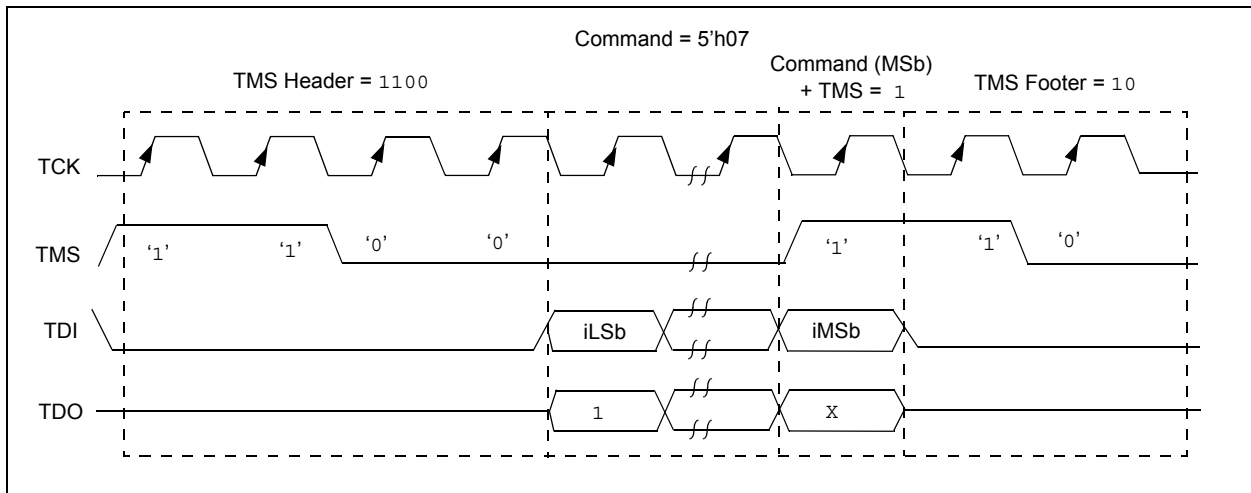 Command = 5'h07
TMS Header = 1100
Command (MSb)
+ TMS = 1
TMS Footer = 10
TCK
TMS
‘1’ ‘1’ ‘0’ ‘0’ ‘1’ ‘1’ ‘0’
TDI
iLSb iMSb
TDO
1 X